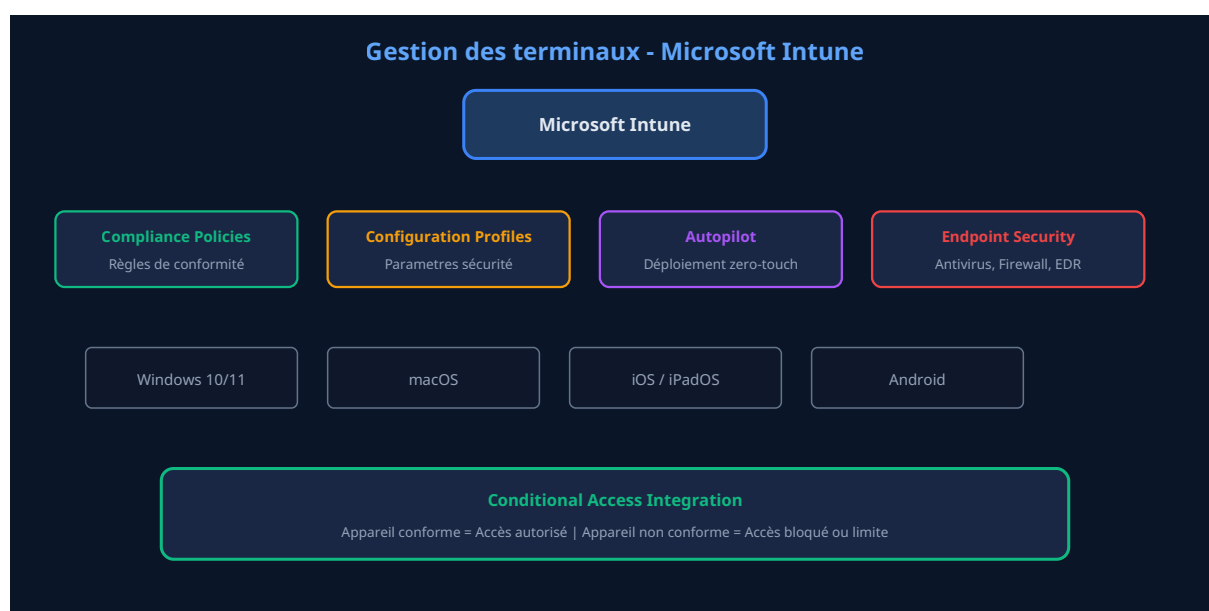 Gestion des terminaux - Microsoft Intune
Microsoft Intune
Compliance Policies
Règles de conformité
Configuration Profiles
Parametres sécurité
Autopilot
Déploiement zero-touch
Endpoint Security
Antivirus, Firewall, EDR
Windows 10/11
macOS
iOS / iPadOS
Android
Conditional Access Integration
Appareil conforme = Accès autorisé | Appareil non conforme = Accès bloqué ou limite